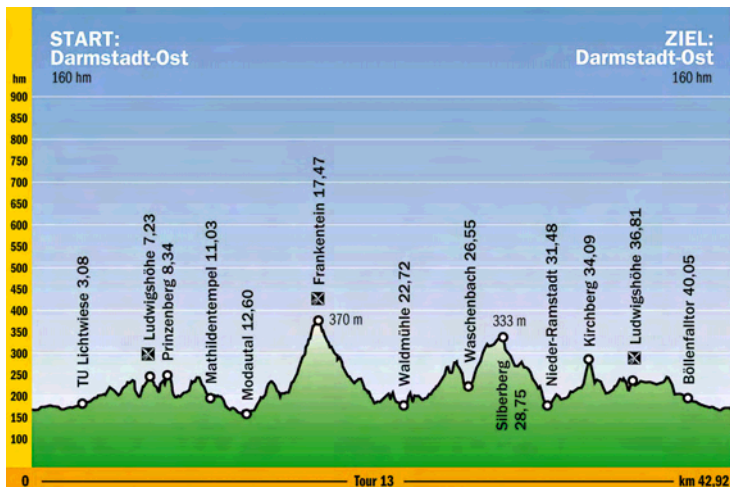 START:
Darmstadt-Ost
160 hm
ZIEL:
Darmstadt-Ost
160 hm
hm
900
850
800
750
700
650
600
550
500
450
400
350
300
250
200
150
100
TU Lichtwiese 3,08
Ludwigshöhe 7,23
Prinzenberg 8,34
Mathildentempel 11,03
Modautal 12,60
Frankentein 17,47
370 m
Waldmühle 22,72
Waschenbach 26,55
333 m
Silberberg
28,75
Nieder-Ramstadt 31,48
Kirchberg 34,09
Ludwigshöhe 36,81
Böllenfalltor 40,05
0
Tour 13
km 42,92